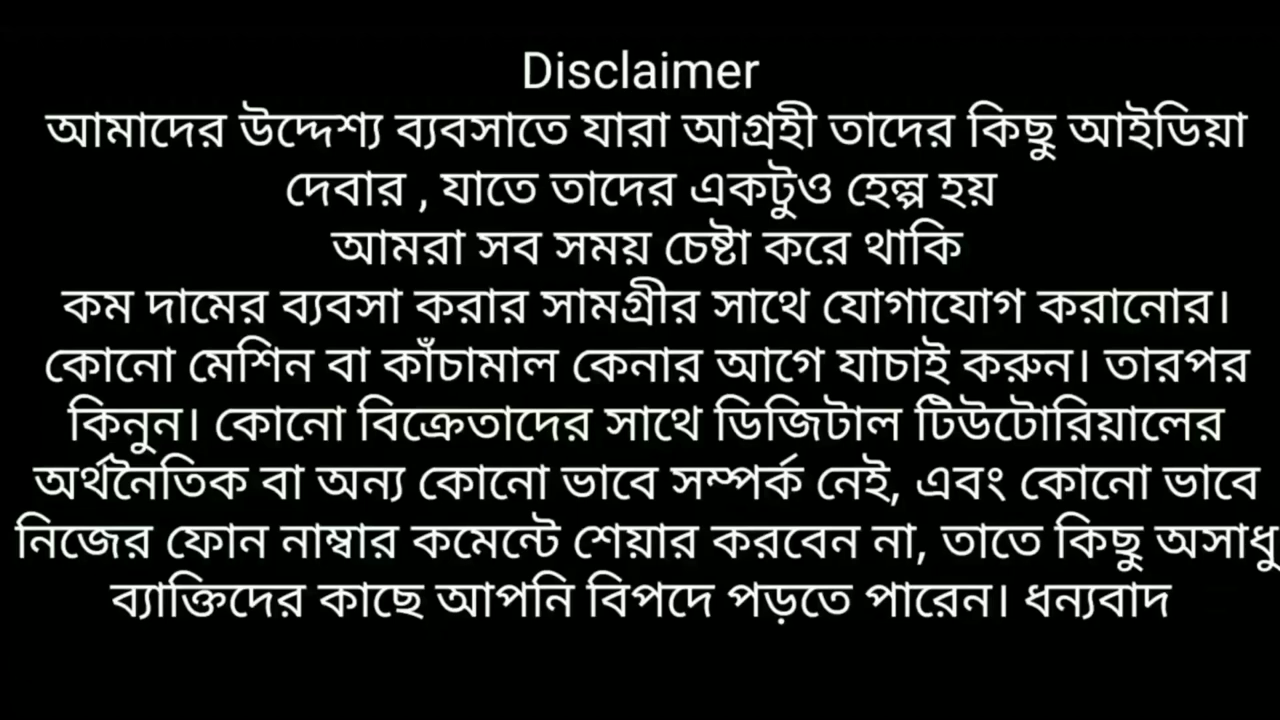 Disclaimer
আমাদের উদ্দেশ্য ব্যবসাতে যারা আগ্রহী তাদের কিছু আইডিয়া
দেবার , যাতে তাদের একটুও হেল্প হয়
আমরা সব সময় চেষ্টা করে থাকি
কম দামের ব্যবসা করার সামগ্রীর সাথে যোগাযোগ করানোর।
কোনো মেশিন বা কাঁচামাল কেনার আগে যাচাই করুন। তারপর
কিনুন। কোনো বিক্রেতাদের সাথে ডিজিটাল টিউটোরিয়ালের
অর্থনৈতিক বা অন্য কোনো ভাবে সম্পর্ক নেই, এবং কোনো ভাবে
নিজের ফোন নাম্বার কমেন্টে শেয়ার করবেন না, তাতে কিছু অসাধু
ব্যাক্তিদের কাছে আপনি বিপদে পড়তে পারেন। ধন্যবাদ